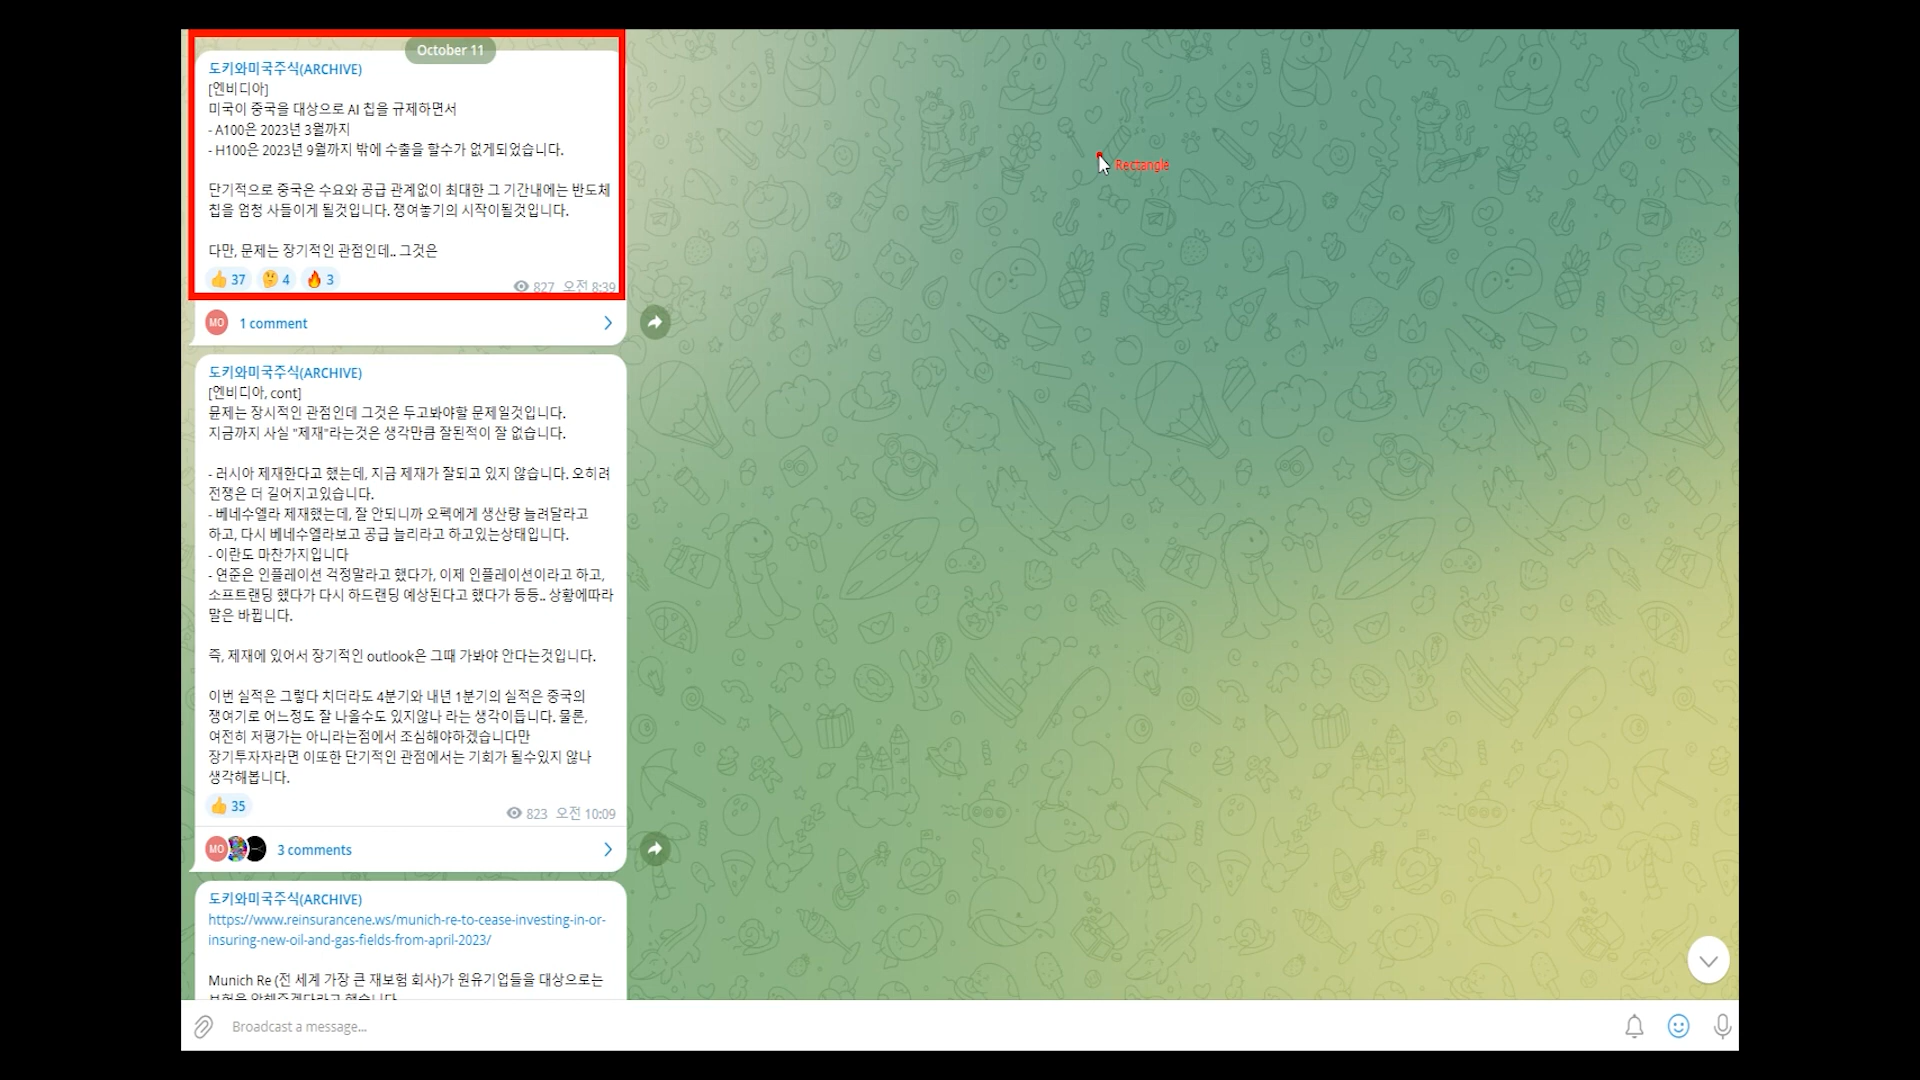 October 11
도키와미국주식(ARCHIVE)
[엔비디아]
미국이 중국을 대상으로 AI 칩을 규제하면서
- A100은 2023년 3월까지
- H100은 2023년 9월까지 밖에 수출을 할수가 없게되었습니다.
단기적으로 중국은 수요와 공급 관계없이 최대한 그 기간내에는 반도체
칩을 엄청 사들이게 될것입니다. 쟁여놓기의 시작이될것입니다.
다만, 문제는 장기적인 관점인데.. 그것은
37 4 3
827 오전 8:39
MO 1 comment
Rectangle
도키와미국주식(ARCHIVE)
[엔비디아, cont]
문제는 장시적인 관점인데 그것은 두고봐야할 문제일것입니다.
지금까지 사실 "제재"라는것은 생각만큼 잘된적이 잘 없습니다.
- 러시아 제재한다고 했는데, 지금 제재가 잘되고 있지 않습니다. 오히려
전쟁은 더 길어지고있습니다.
- 베네수엘라 제재했는데, 잘 안되니까 오펙에게 생산량 늘려달라고
하고, 다시 베네수엘라보고 공급 늘리라고 하고있는상태입니다.
- 이란도 마찬가지입니다
- 연준은 인플레이션 걱정말라고 했다가, 이제 인플레이션이라고 하고,
소프트랜딩 했다가 다시 하드랜딩 예상된다고 했다가 등등.. 상황에따라
말은 바뀝니다.
즉, 제재에 있어서 장기적인 outlook은 그때 가봐야 안다는것입니다.
이번 실적은 그렇다 치더라도 4분기와 내년 1분기의 실적은 중국의
쟁여기로 어느정도 잘 나올수도 있지않나 라는 생각이듭니다. 물론,
여전히 저평가는 아니라는점에서 조심해야하겠습니다만
장기투자자라면 이또한 단기적인 관점에서는 기회가 될수있지 않나
생각해봅니다.
35
823 오전 10:09
MO 3 comments
도키와미국주식(ARCHIVE)
https://www.reinsurancene.ws/munich-re-to-cease-investing-in-or-
insuring-new-oil-and-gas-fields-from-april-2023/
Munich Re (전 세계 가장 큰 재보험 회사)가 원유기업들을 대상으로는
보험을 안해주겠다라고 했습니다
Broadcast a message...